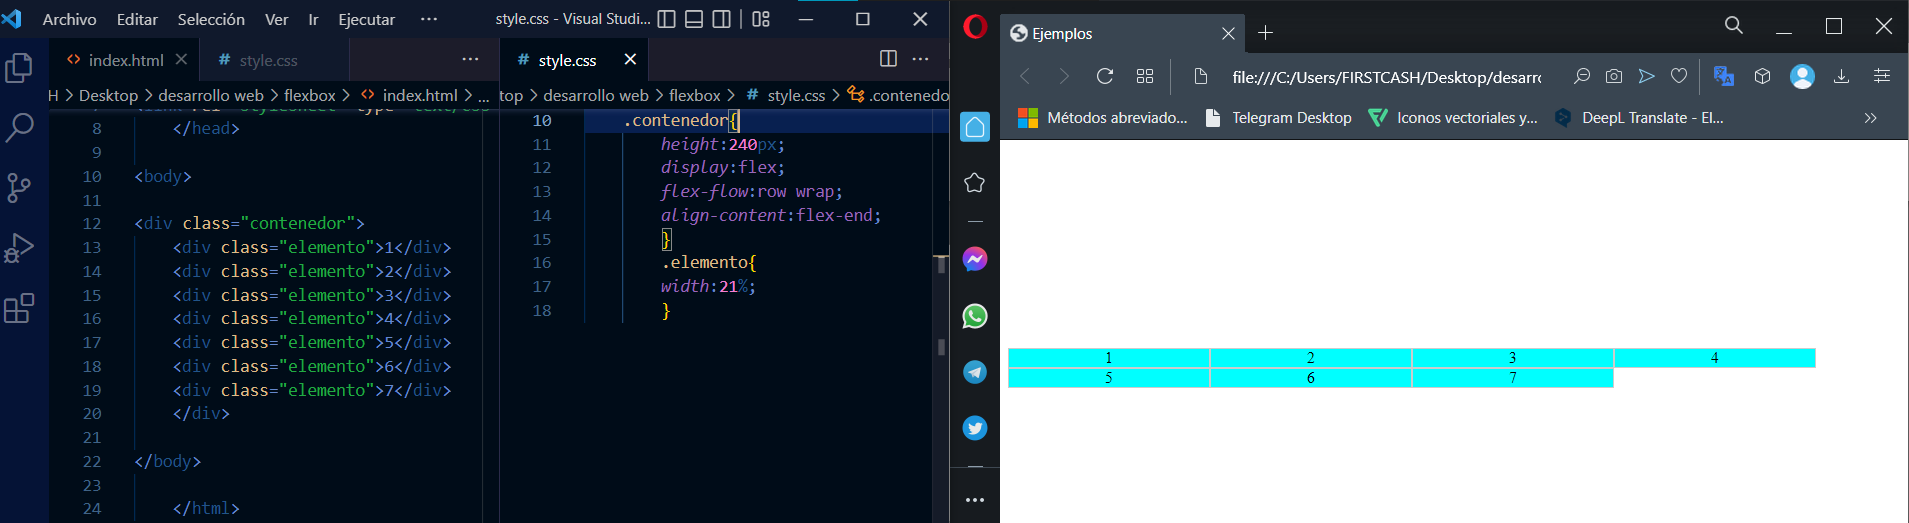 Archivo Editar Selección Ver Ir Ejecutar ··· style.css - Visual Studi...
index.html style.css ···
style.css ···
H > Desktop > desarrollo web > flexbox > index.html > ...
top > desarrollo web > flexbox > # style.css > .contenedo
8 </head>
9
10 <body>
11
12 <div class="contenedor">
13 <div class="elemento">1</div>
14 <div class="elemento">2</div>
15 <div class="elemento">3</div>
16 <div class="elemento">4</div>
17 <div class="elemento">5</div>
18 <div class="elemento">6</div>
19 <div class="elemento">7</div>
20 </div>
21
22 </body>
23
24 </html>
10 .contenedor{
11 height:240px;
12 display:flex;
13 flex-flow:row wrap;
14 align-content:flex-end;
15 }
16 .elemento{
17 width:21%;
18 }
Ejemplos
file:///C:/Users/FIRSTCASH/Desktop/desarro
Métodos abreviado... Telegram Desktop Iconos vectoriales y... DeepL Translate - El... »
1 2 3 4
5 6 7